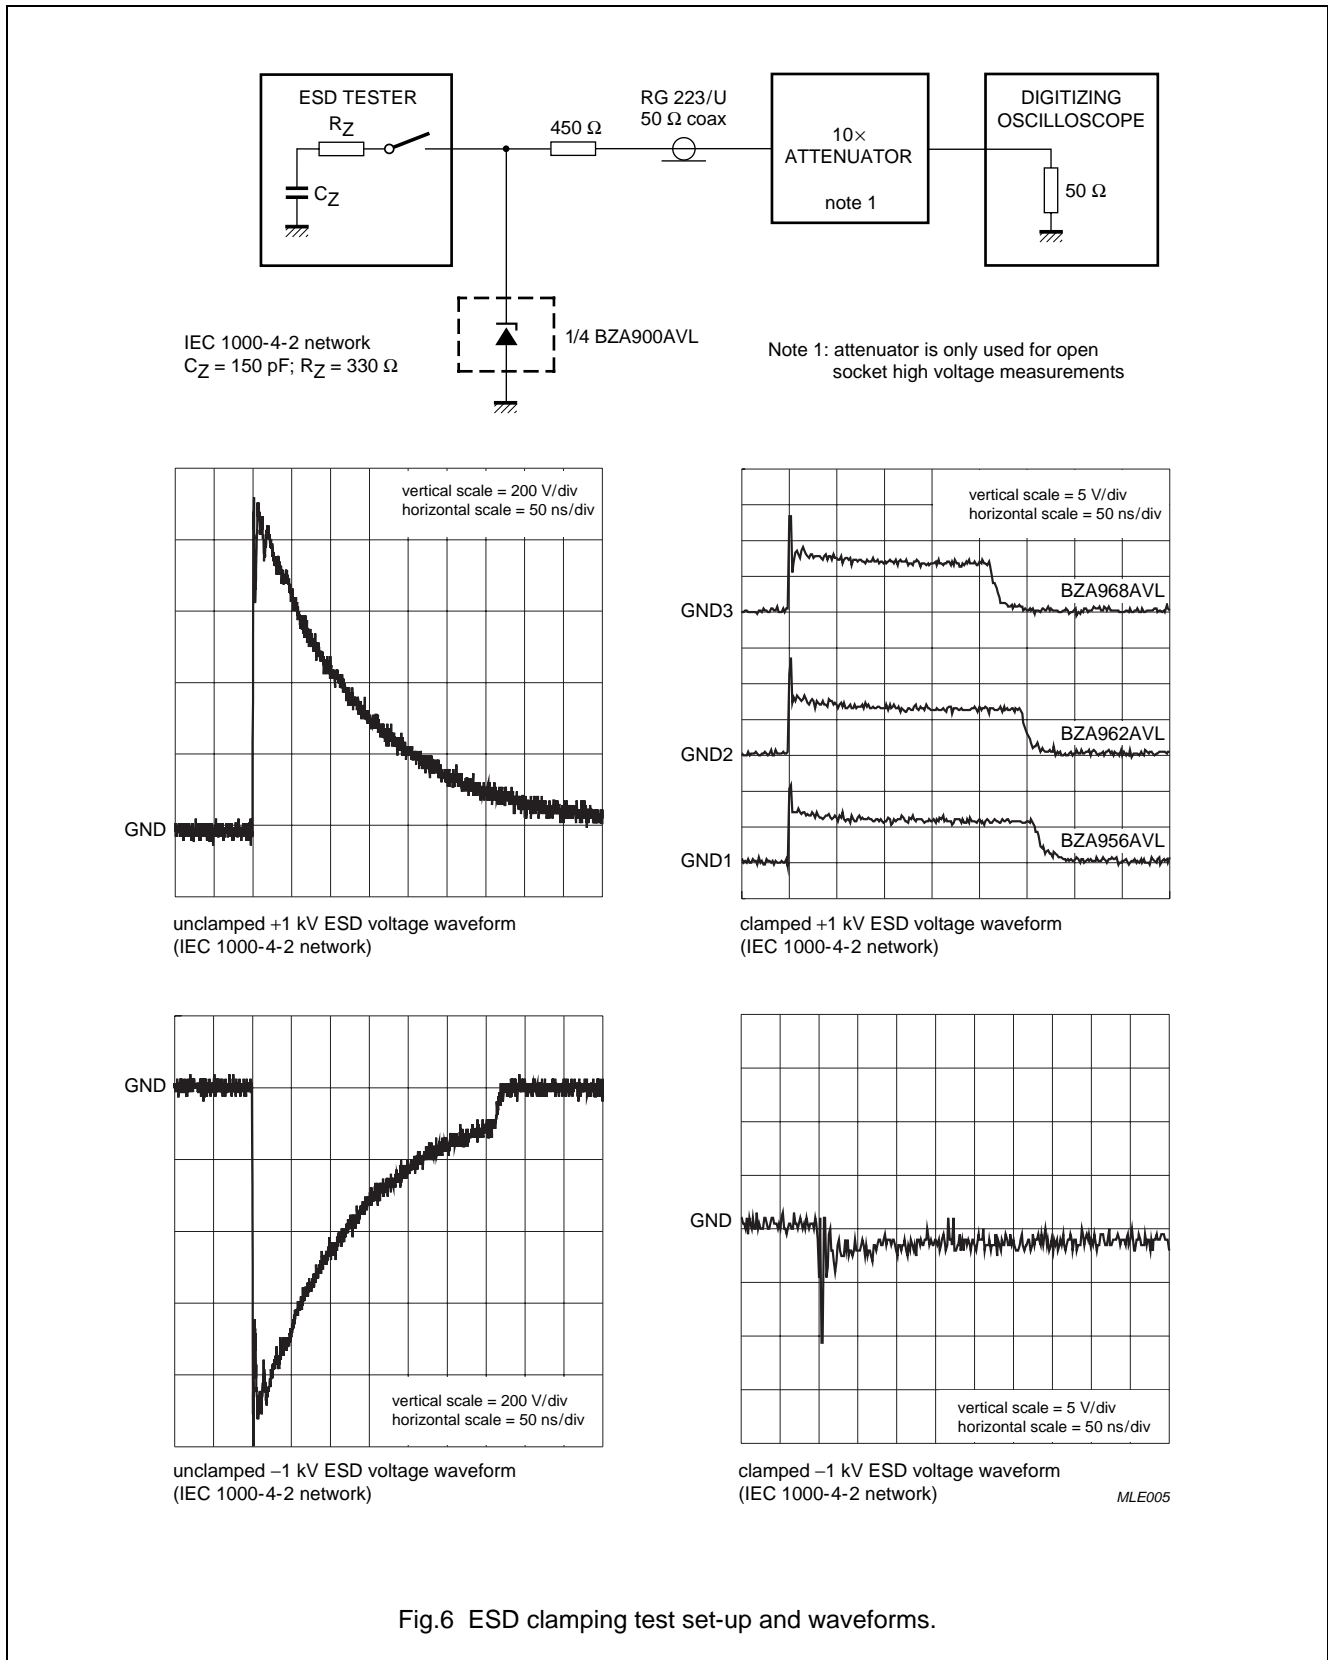 ESD TESTER
RZ
CZ
450 Ω
RG 223/U
50 Ω coax
10×
ATTENUATOR
note 1
DIGITIZING
OSCILLOSCOPE
50 Ω
1/4 BZA900AVL
IEC 1000-4-2 network
CZ = 150 pF; RZ = 330 Ω
Note 1: attenuator is only used for open
socket high voltage measurements
vertical scale = 200 V/div
horizontal scale = 50 ns/div
GND
unclamped +1 kV ESD voltage waveform
(IEC 1000-4-2 network)
vertical scale = 5 V/div
horizontal scale = 50 ns/div
BZA968AVL
GND3
BZA962AVL
GND2
BZA956AVL
GND1
clamped +1 kV ESD voltage waveform
(IEC 1000-4-2 network)
GND
vertical scale = 200 V/div
horizontal scale = 50 ns/div
unclamped −1 kV ESD voltage waveform
(IEC 1000-4-2 network)
GND
vertical scale = 5 V/div
horizontal scale = 50 ns/div
clamped −1 kV ESD voltage waveform
(IEC 1000-4-2 network)
MLE005
Fig.6 ESD clamping test set-up and waveforms.